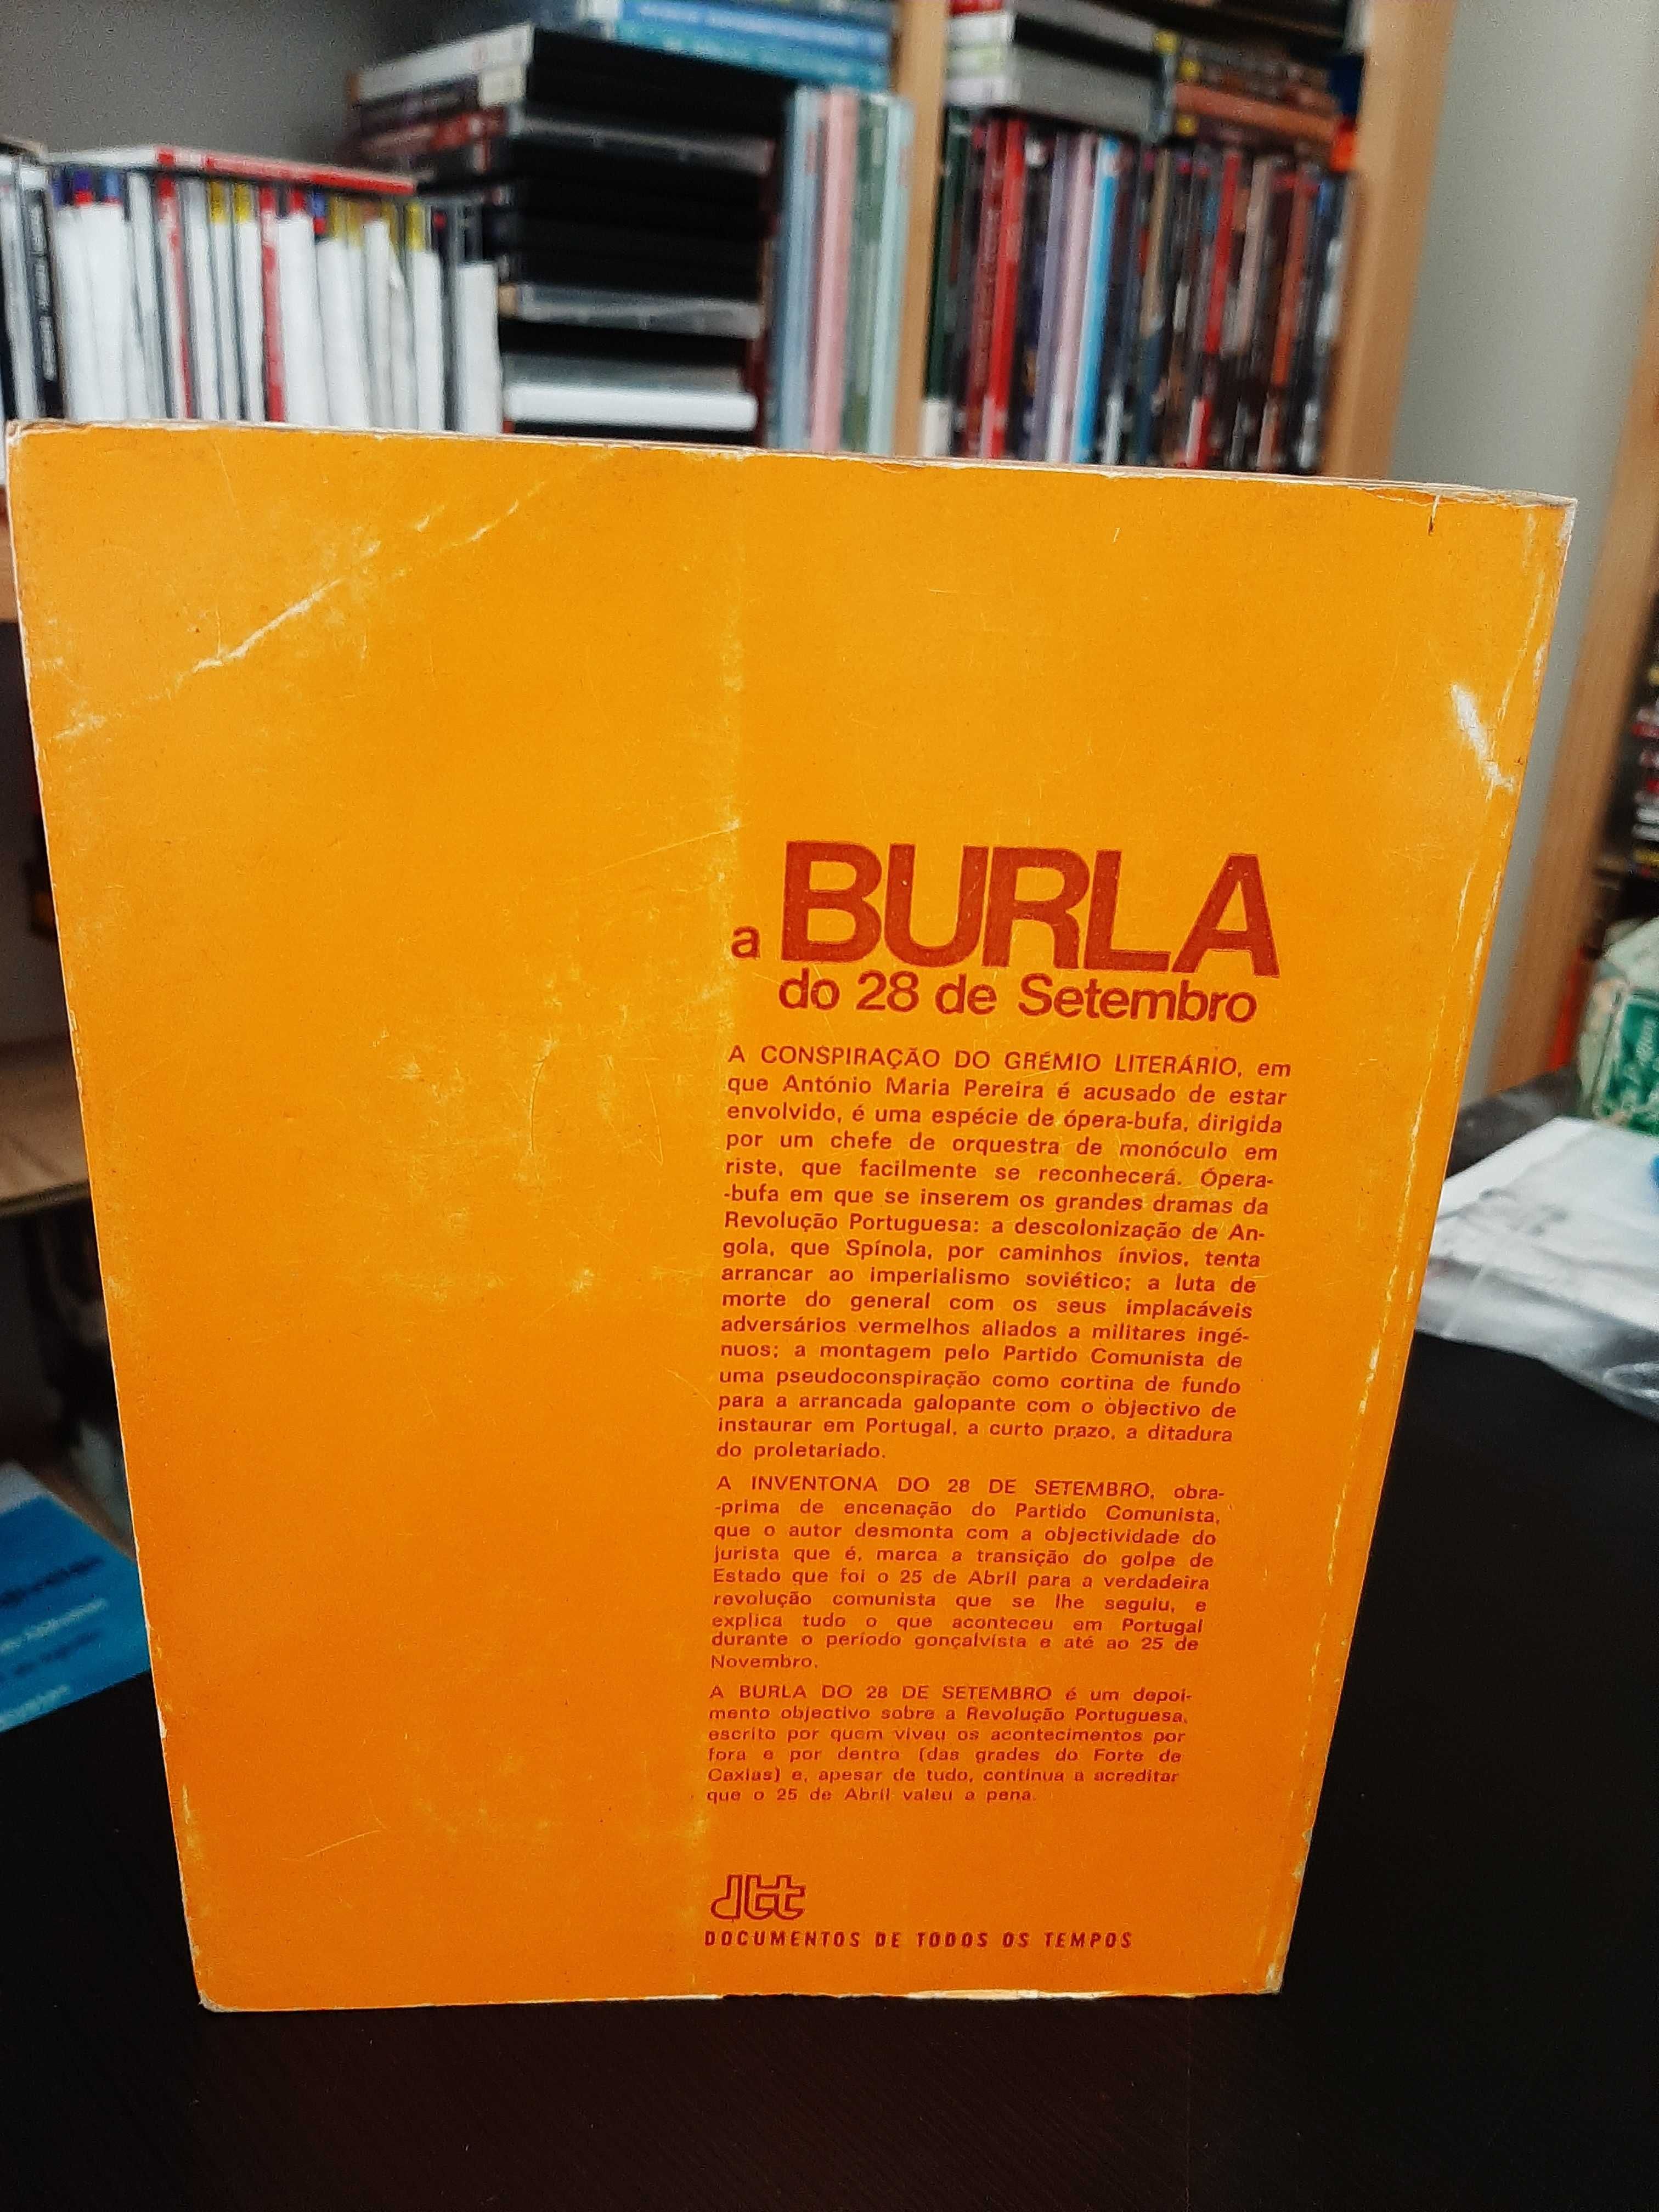 a BURLA
do 28 de Setembro
A CONSPIRAÇÃO DO GRÉMIO LITERÁRIO, em
que António Maria Pereira é acusado de estar
envolvido, é uma espécie de ópera-bufa, dirigida
por um chefe de orquestra de monóculo em
riste, que facilmente se reconhecerá. Ópera-
-bufa em que se inserem os grandes dramas da
Revolução Portuguesa: a descolonização de An-
gola, que Spínola, por caminhos ínvios, tenta
arrancar ao imperialismo soviético; a luta de
morte do general com os seus implacáveis
adversários vermelhos aliados a militares ingé-
nuos; a montagem pelo Partido Comunista de
uma pseudoconspiração como cortina de fundo
para a arrancada galopante com o objectivo de
instaurar em Portugal, a curto prazo, a ditadura
do proletariado.
A INVENTONA DO 28 DE SETEMBRO, obra-
-prima de encenação do Partido Comunista,
que o autor desmonta com a objectividade do
jurista que é, marca a transição do golpe de
Estado que foi o 25 de Abril para a verdadeira
revolução comunista que se lhe seguiu, e
explica tudo o que aconteceu em Portugal
durante o período gonçalvista e até ao 25 de
Novembro.
A BURLA DO 28 DE SETEMBRO é um depoi-
mento objectivo sobre a Revolução Portuguesa,
escrito por quem viveu os acontecimentos por
fora e por dentro (das grades do Forte de
Caxias) e, apesar de tudo, continua a acreditar
que o 25 de Abril valeu a pena.
dtt
DOCUMENTOS DE TODOS OS TEMPOS